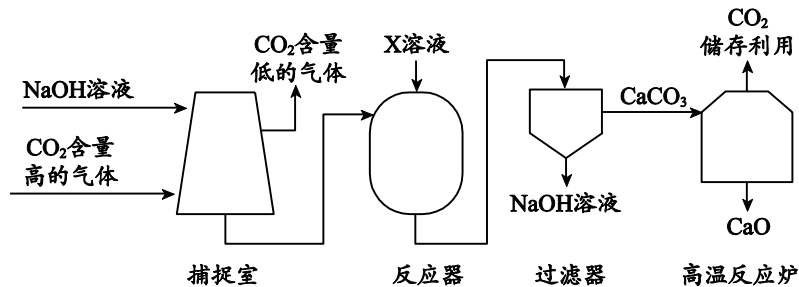 CO₂
储存利用
CO₂含量
低的气体
X溶液
NaOH溶液
CaCO₃
CO₂含量
高的气体
NaOH溶液
CaO
捕捉室
反应器
过滤器
高温反应炉